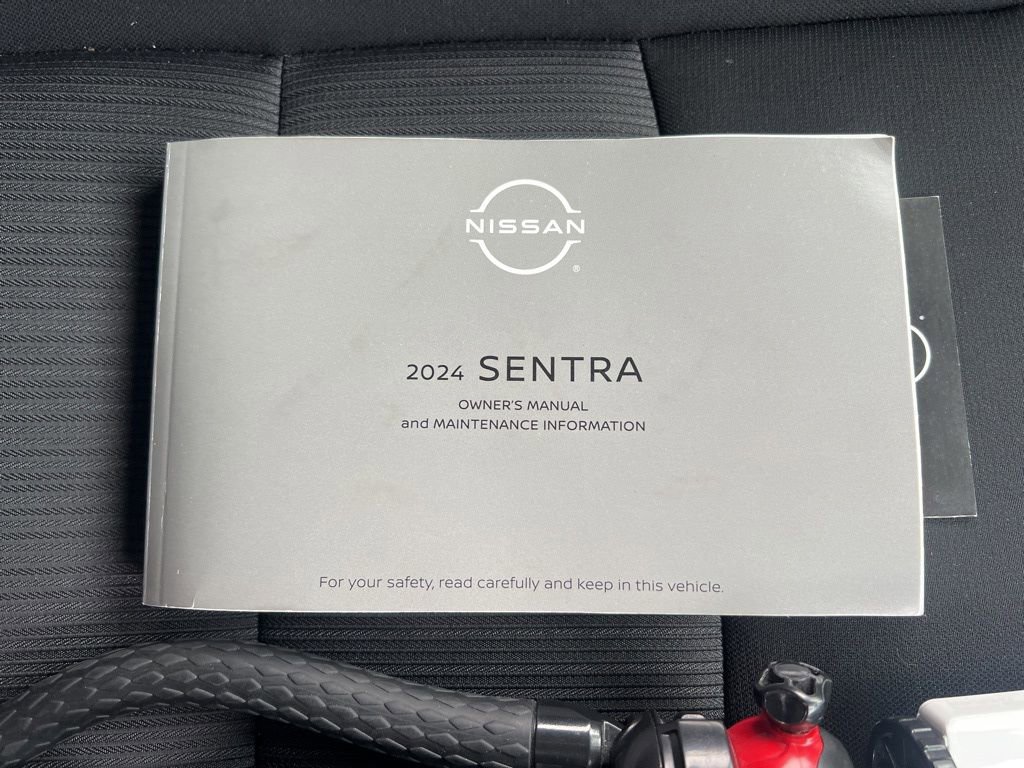 NISSAN
®
2024 SENTRA
OWNER'S MANUAL
and MAINTENANCE INFORMATION
For your safety, read carefully and keep in this vehicle.